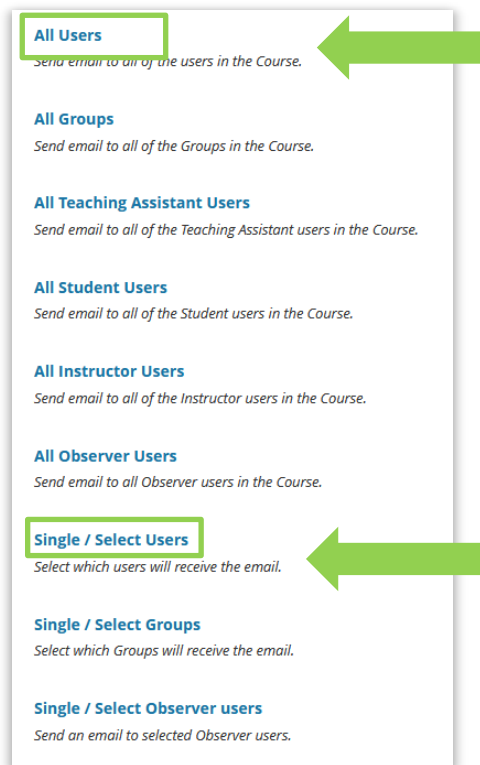 All Users
Send email to all of the users in the Course.
All Groups
Send email to all of the Groups in the Course.
All Teaching Assistant Users
Send email to all of the Teaching Assistant users in the Course.
All Student Users
Send email to all of the Student users in the Course.
All Instructor Users
Send email to all of the Instructor users in the Course.
All Observer Users
Send email to all Observer users in the Course.
Single / Select Users
Select which users will receive the email.
Single / Select Groups
Select which Groups will receive the email.
Single / Select Observer users
Send an email to selected Observer users.